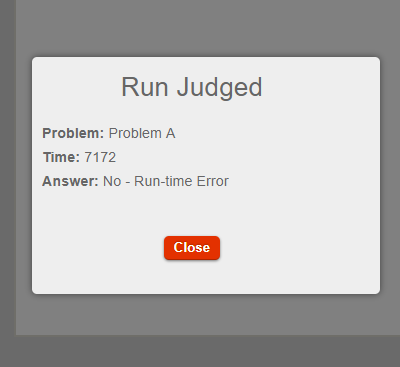 Run Judged
Problem: Problem A
Time: 7172
Answer: No - Run-time Error
Close